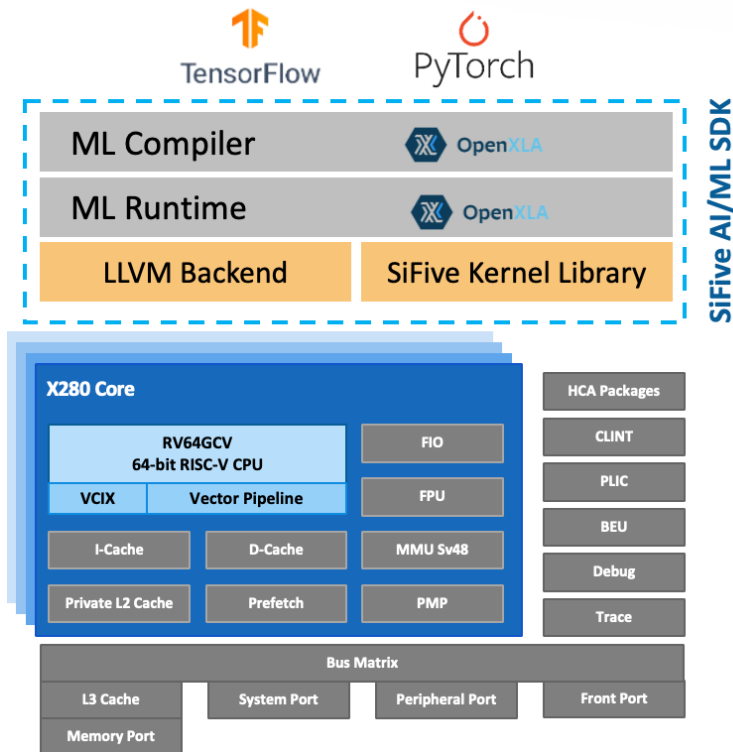 TensorFlow
PyTorch
SiFive AI/ML SDK
ML Compiler
OpenXLA
ML Runtime
OpenXLA
LLVM Backend
SiFive Kernel Library
X280 Core
RV64GCV
64-bit RISC-V CPU
VCIX
Vector Pipeline
FIO
FPU
I-Cache
D-Cache
MMU Sv48
Private L2 Cache
Prefetch
PMP
HCA Packages
CLINT
PLIC
BEU
Debug
Trace
Bus Matrix
L3 Cache
System Port
Peripheral Port
Front Port
Memory Port